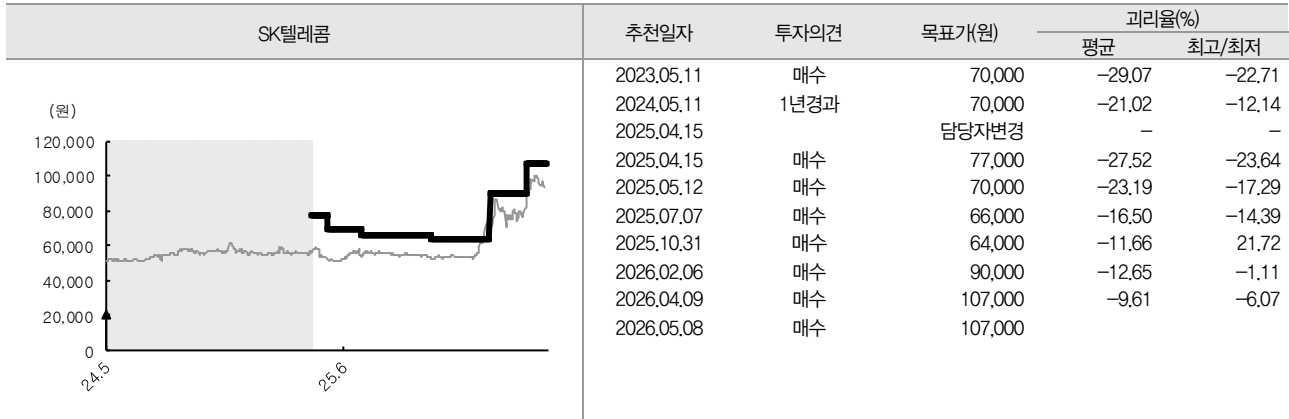 SK텔레콤
추천일자 투자의견 목표가(원) 괴리율(%)
평균 최고/최저
(원)
120,000
100,000
80,000
60,000
40,000
20,000
0
24.5 25.6
2023.05.11 매수 70,000 -29.07 -22.71
2024.05.11 1년경과 70,000 -21.02 -12.14
2025.04.15 담당자변경 - -
2025.04.15 매수 77,000 -27.52 -23.64
2025.05.12 매수 70,000 -23.19 -17.29
2025.07.07 매수 66,000 -16.50 -14.39
2025.10.31 매수 64,000 -11.66 21.72
2026.02.06 매수 90,000 -12.65 -1.11
2026.04.09 매수 107,000 -9.61 -6.07
2026.05.08 매수 107,000